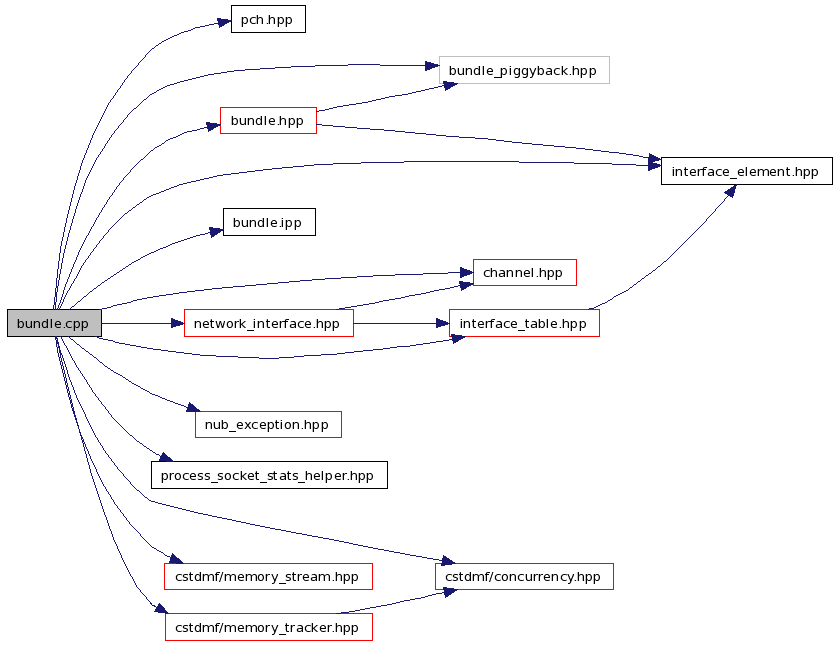 pch.hpp
bundle_piggyback.hpp
bundle.hpp
interface_element.hpp
bundle.ipp
channel.hpp
bundle.cpp
network_interface.hpp
interface_table.hpp
nub_exception.hpp
process_socket_stats_helper.hpp
cstdmf/memory_stream.hpp
cstdmf/concurrency.hpp
cstdmf/memory_tracker.hpp